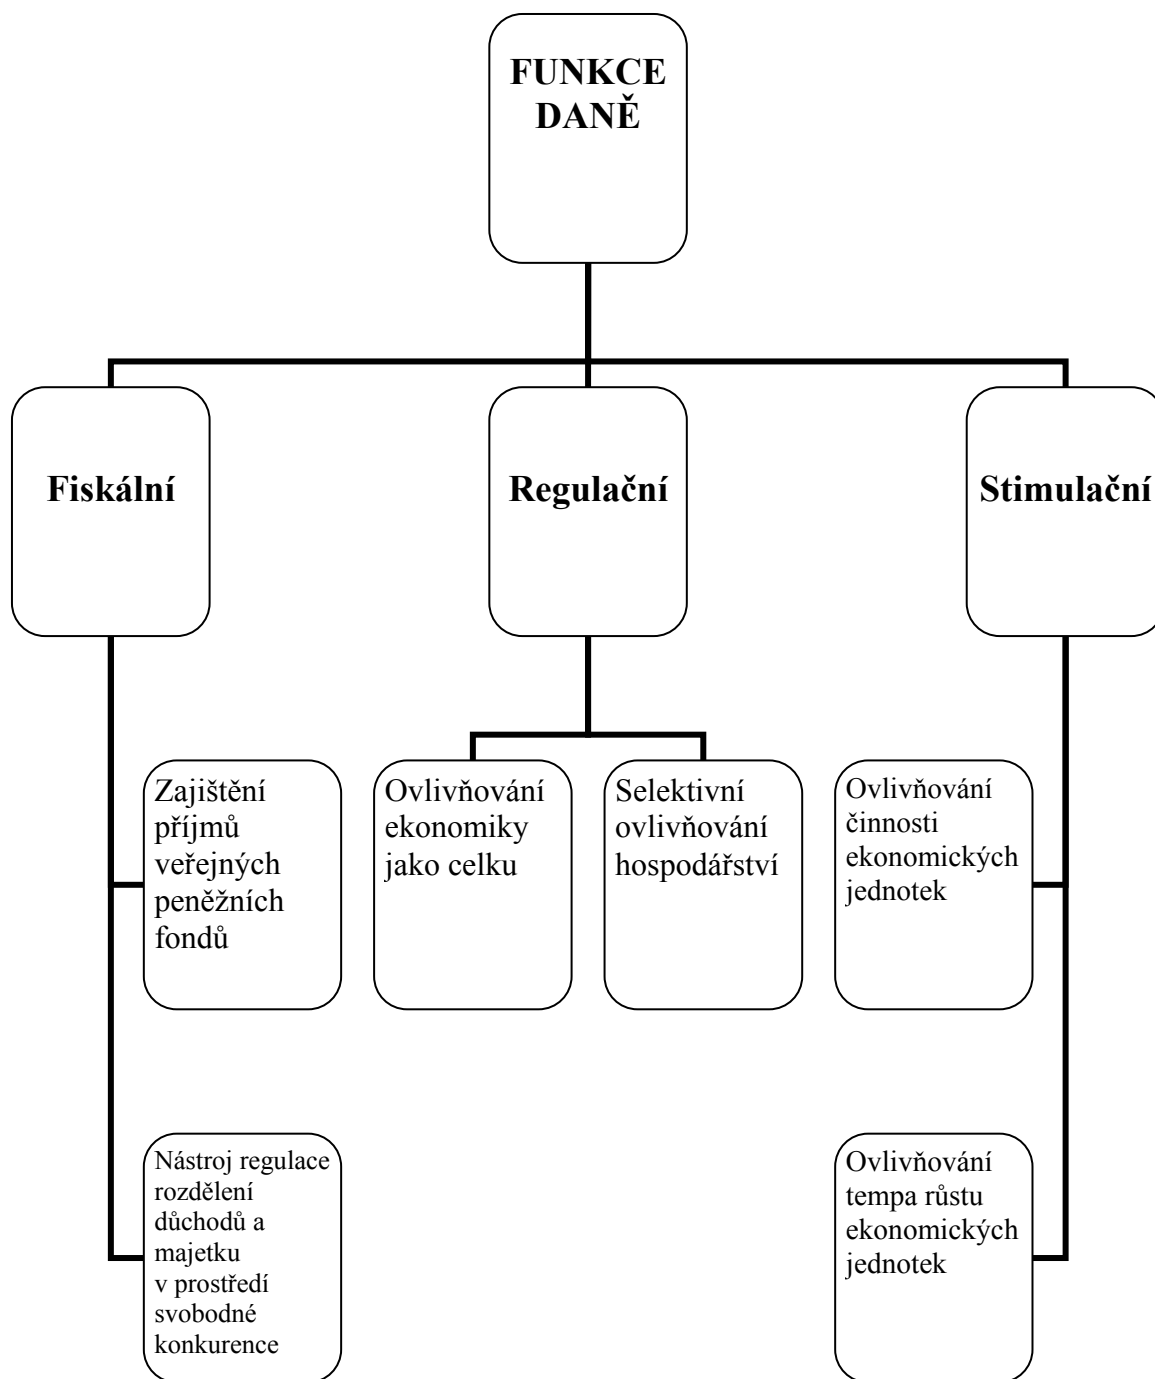 FUNKCE
DANĚ
Fiskální
Regulační
Stimulační
Zajištění
příjmů
veřejných
peněžních
fondů
Ovlivňování
ekonomiky
jako celku
Selektivní
ovlivňování
hospodářství
Ovlivňování
činnosti
ekonomických
jednotek
Nástroj regulace
rozdělení
důchodů a
majetku
v prostředí
svobodné
konkurence
Ovlivňování
tempa růstu
ekonomických
jednotek